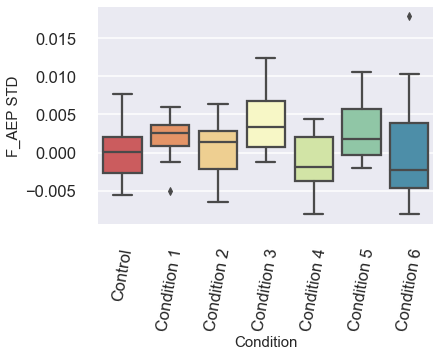 0.015
0.010
0.005
0.000
−0.005
F_AEP STD
Control
Condition 1
Condition 2
Condition 3
Condition 4
Condition 5
Condition 6
Condition